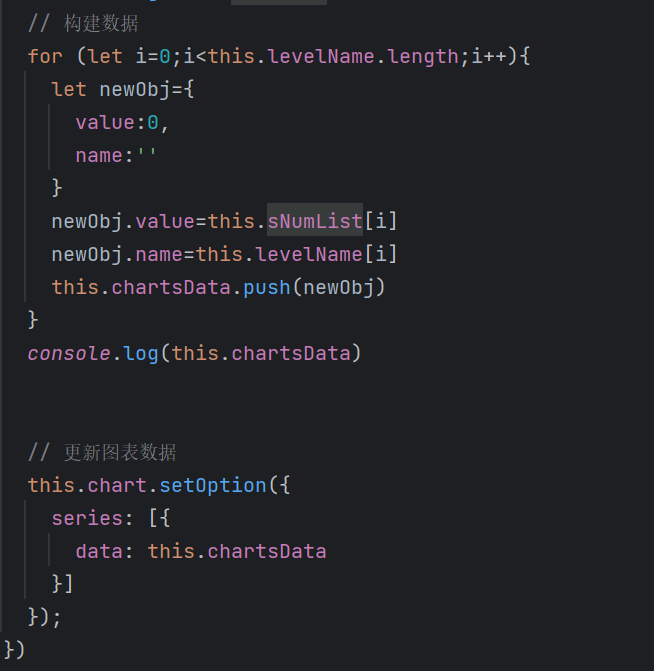 // 构建数据
for (let i=0;i<this.levelName.length;i++){
let newObj={
value:0,
name:''
}
newObj.value=this.sNumList[i]
newObj.name=this.levelName[i]
this.chartsData.push(newObj)
}
console.log(this.chartsData)
// 更新图表数据
this.chart.setOption({
series: [{
data: this.chartsData
}]
});
})